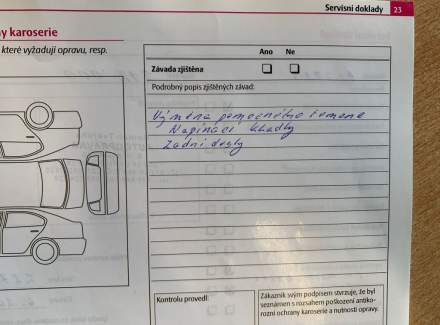 Servisní doklady 23
ny karoserie
které vyžadují opravu, resp.
Ano Ne
Závada zjištěna
Podrobný popis zjištěných závad:
Výměna pomocného řemene
Napínací kladky
Zadní desky
Kontrolu provedl:
Zákazník svým podpisem stvrzuje, že byl
seznámen s rozsahem poškození antiko-
rozní ochrany karoserie a nutností opravy.